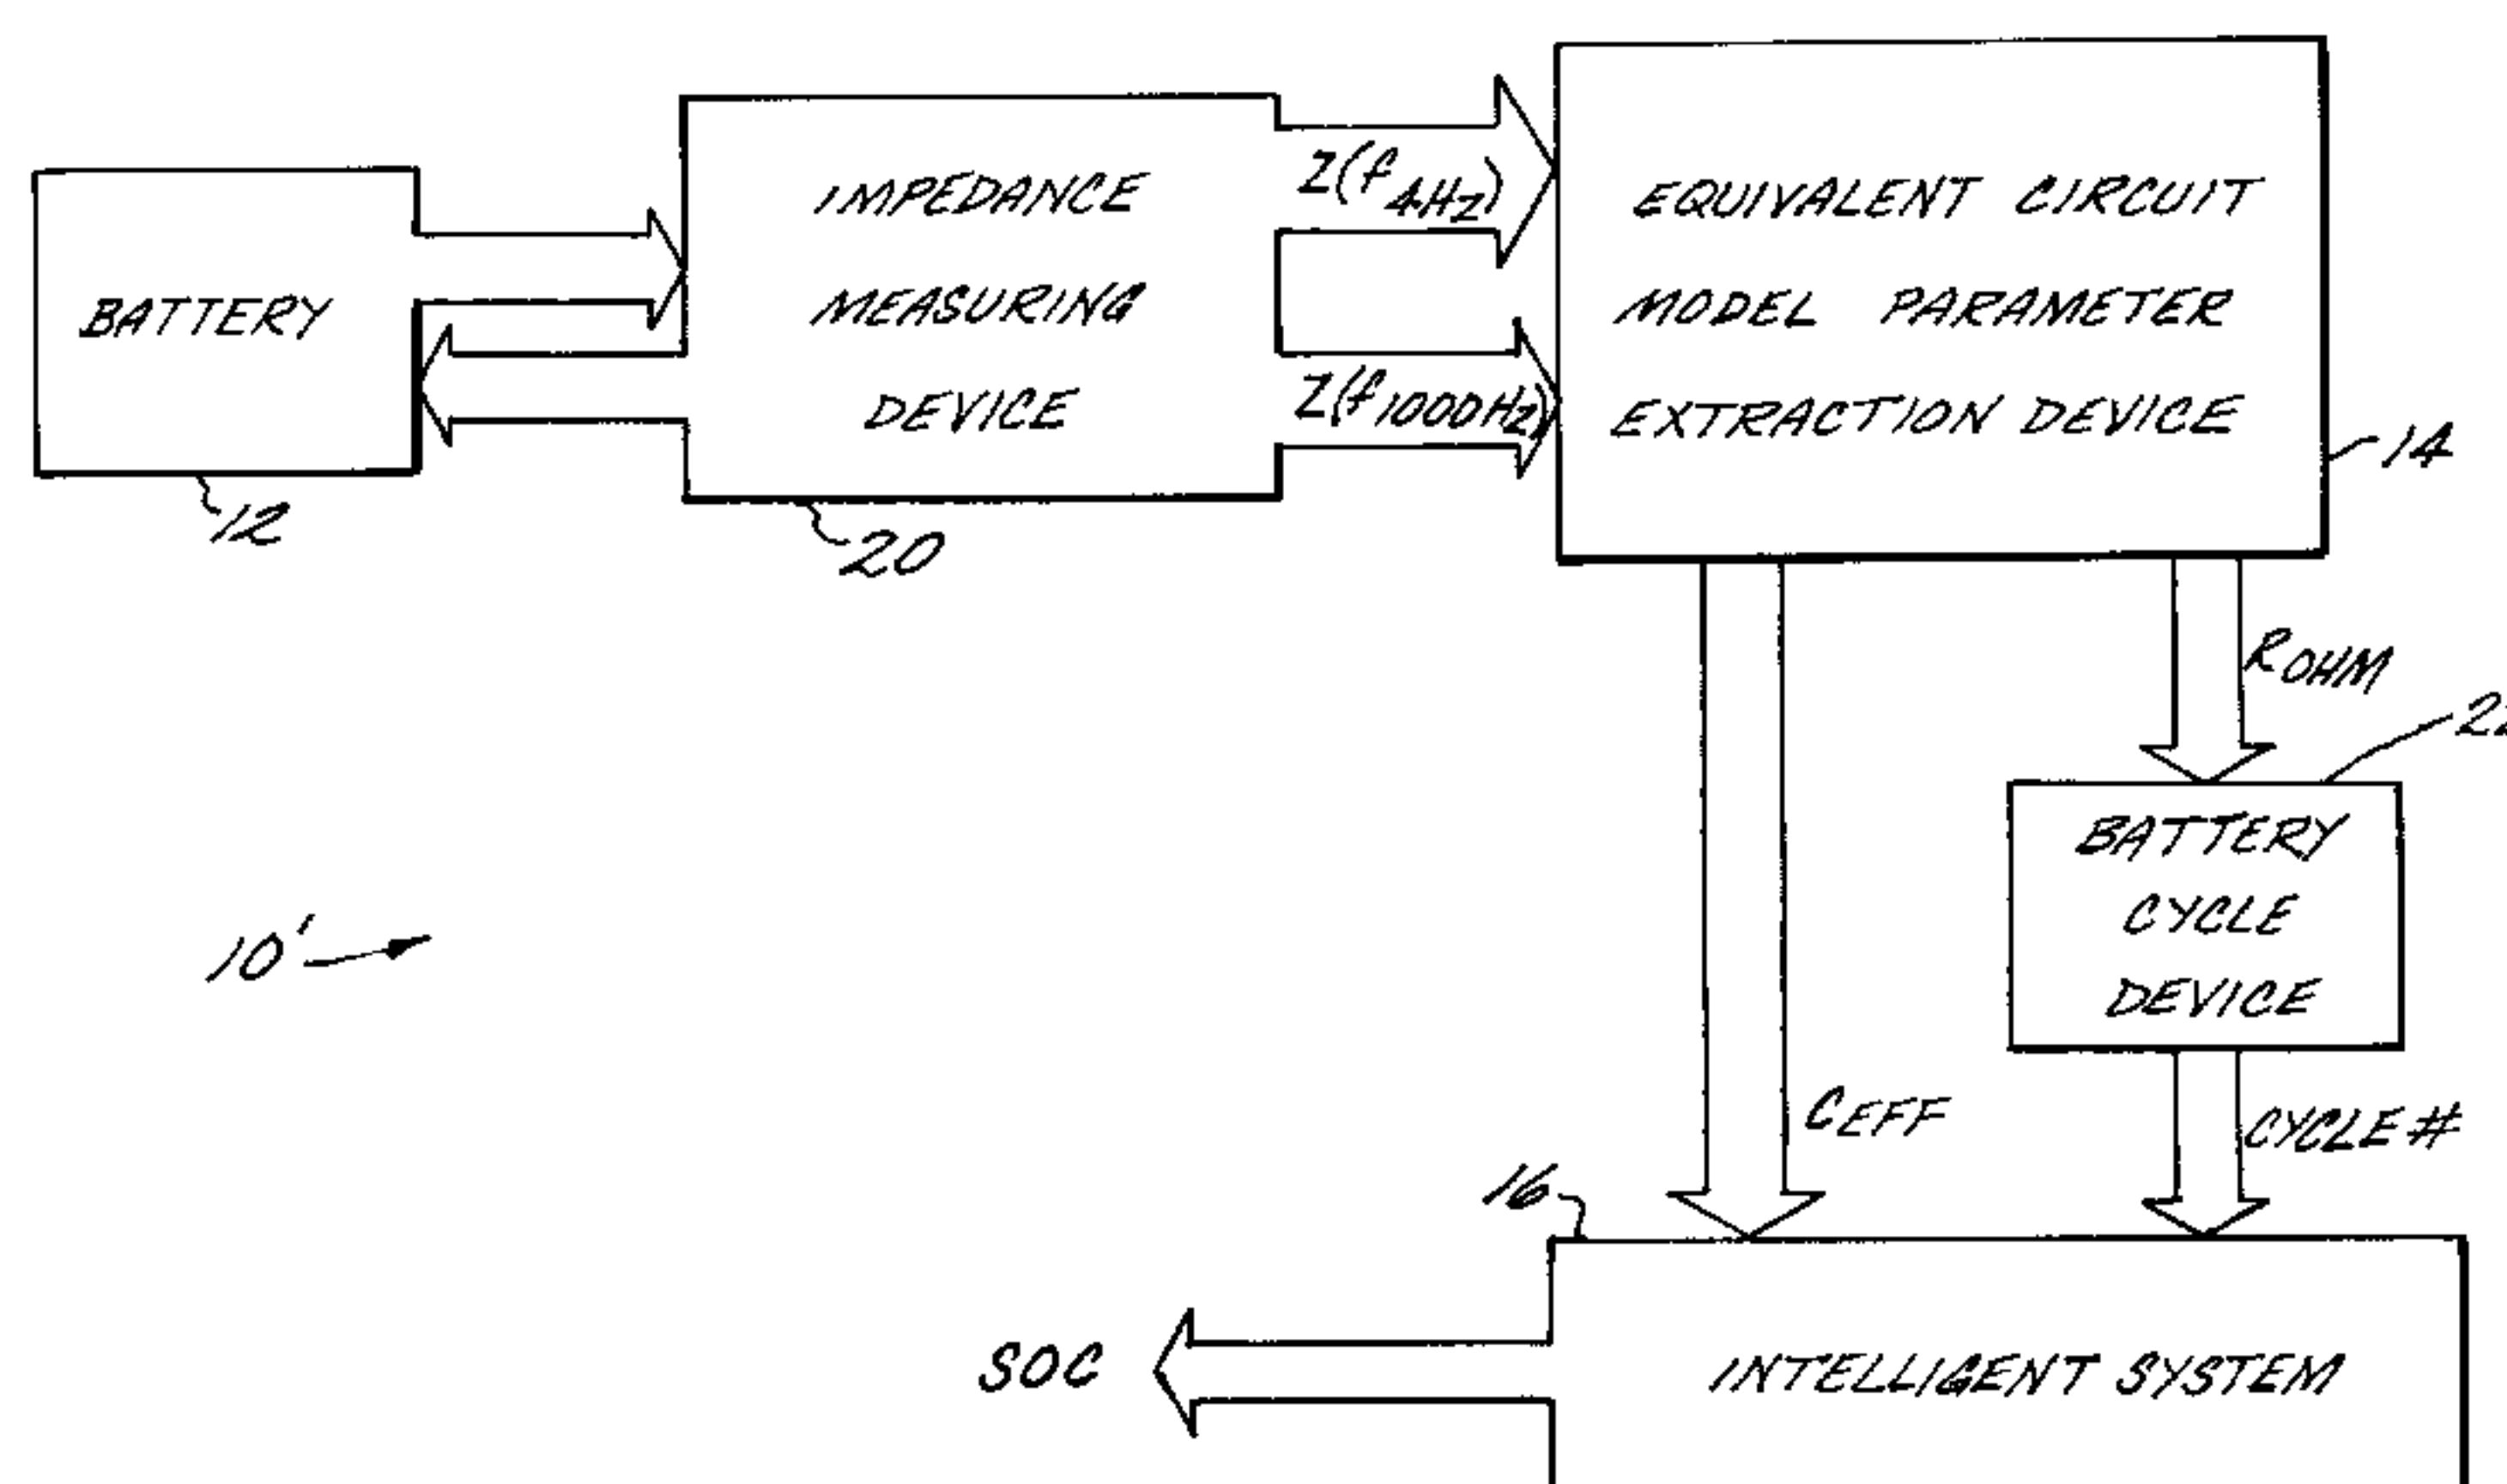 BATTERY
12
IMPEDANCE
MEASURING
DEVICE
20
Z(f4HZ)
Z(f1000HZ)
EQUIVALENT CIRCUIT
MODEL PARAMETER
EXTRACTION DEVICE
14
ROHM
BATTERY
CYCLE
DEVICE
10'
CEFF
CYCLE#
16
SOC
INTELLIGENT SYSTEM